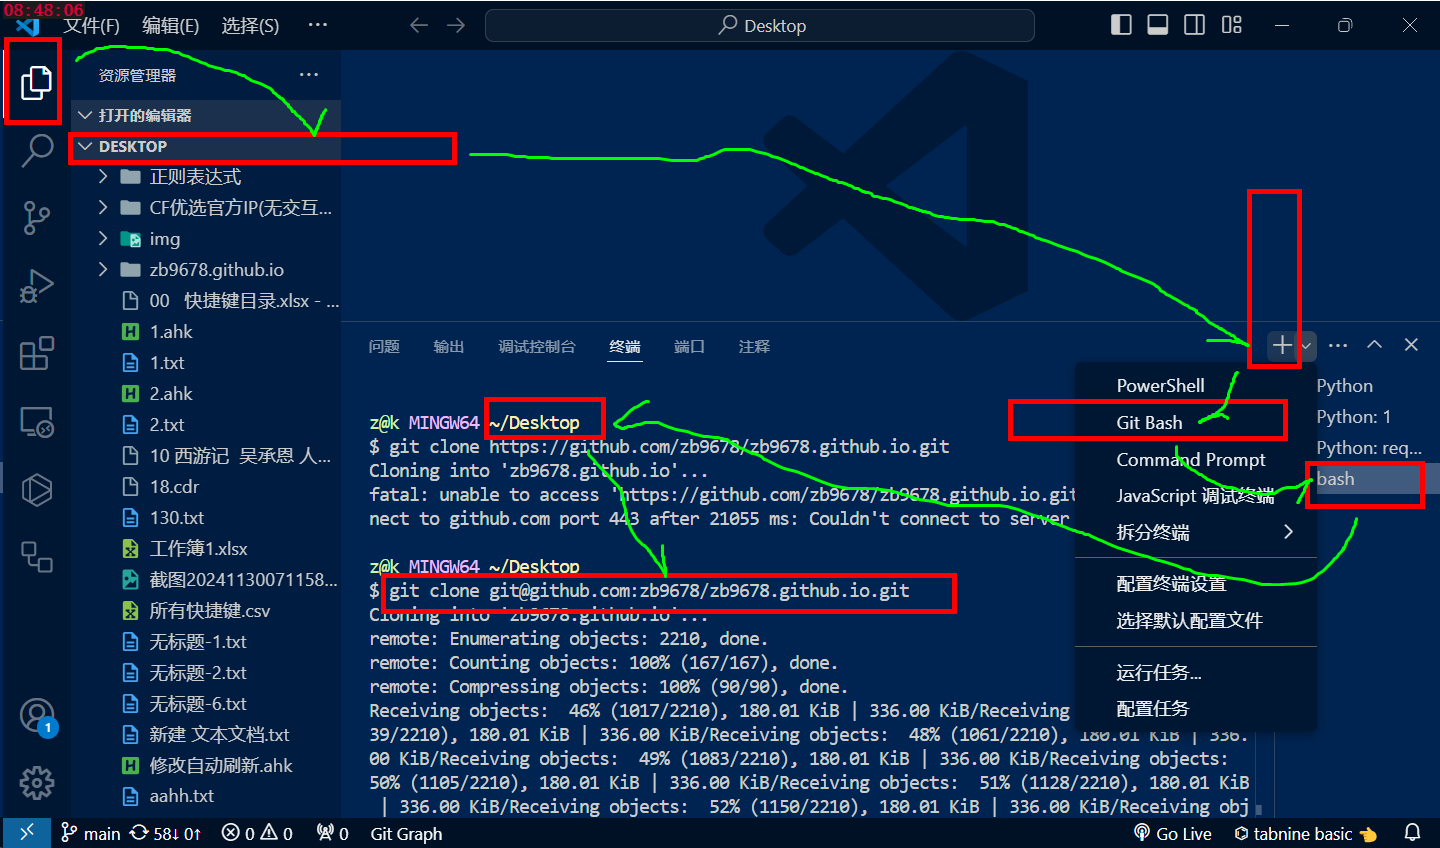 08:48:06
文件(F) 编辑(E) 选择(S) ··· Desktop
资源管理器 ···
打开的编辑器
DESKTOP
正则表达式
CF优选官方IP(无交互...
img
zb9678.github.io
00 快捷键目录.xlsx - ...
1.ahk
1.txt
2.ahk
2.txt
10 西游记 吴承恩 人...
18.cdr
130.txt
工作簿1.xlsx
截图20241130071158...
所有快捷键.csv
无标题-1.txt
无标题-2.txt
无标题-6.txt
新建 文本文档.txt
修改自动刷新.ahk
aahh.txt
1
问题 输出 调试控制台 终端 端口 注释
z@k MINGW64 ~/Desktop
$ git clone https://github.com/zb9678/zb9678.github.io.git
Cloning into 'zb9678.github.io'...
fatal: unable to access 'https://github.com/zb9678/zb9678.github.io.git
nect to github.com port 443 after 21055 ms: Couldn't connect to server
z@k MINGW64 ~/Desktop
$ git clone git@github.com:zb9678/zb9678.github.io.git
Cloning into 'zb9678.github.io'...
remote: Enumerating objects: 2210, done.
remote: Counting objects: 100% (167/167), done.
remote: Compressing objects: 100% (90/90), done.
Receiving objects:  46% (1017/2210), 180.01 KiB | 336.00 KiB/Receiving
39/2210), 180.01 KiB | 336.00 KiB/Receiving objects:  48% (1061/2210), 180.01 KiB | 336.
00 KiB/Receiving objects:  49% (1083/2210), 180.01 KiB | 336.00 KiB/Receiving objects:
50% (1105/2210), 180.01 KiB | 336.00 KiB/Receiving objects:  51% (1128/2210), 180.01 KiB
| 336.00 KiB/Receiving objects:  52% (1150/2210), 180.01 KiB | 336.00 KiB/Receiving obj
PowerShell
Git Bash
Command Prompt
JavaScript 调试终端
拆分终端
配置终端设置
选择默认配置文件
运行任务...
配置任务
Python
Python: 1
Python: req...
bash
main 58↓ 0↑ 0 0 0 Git Graph Go Live tabnine basic